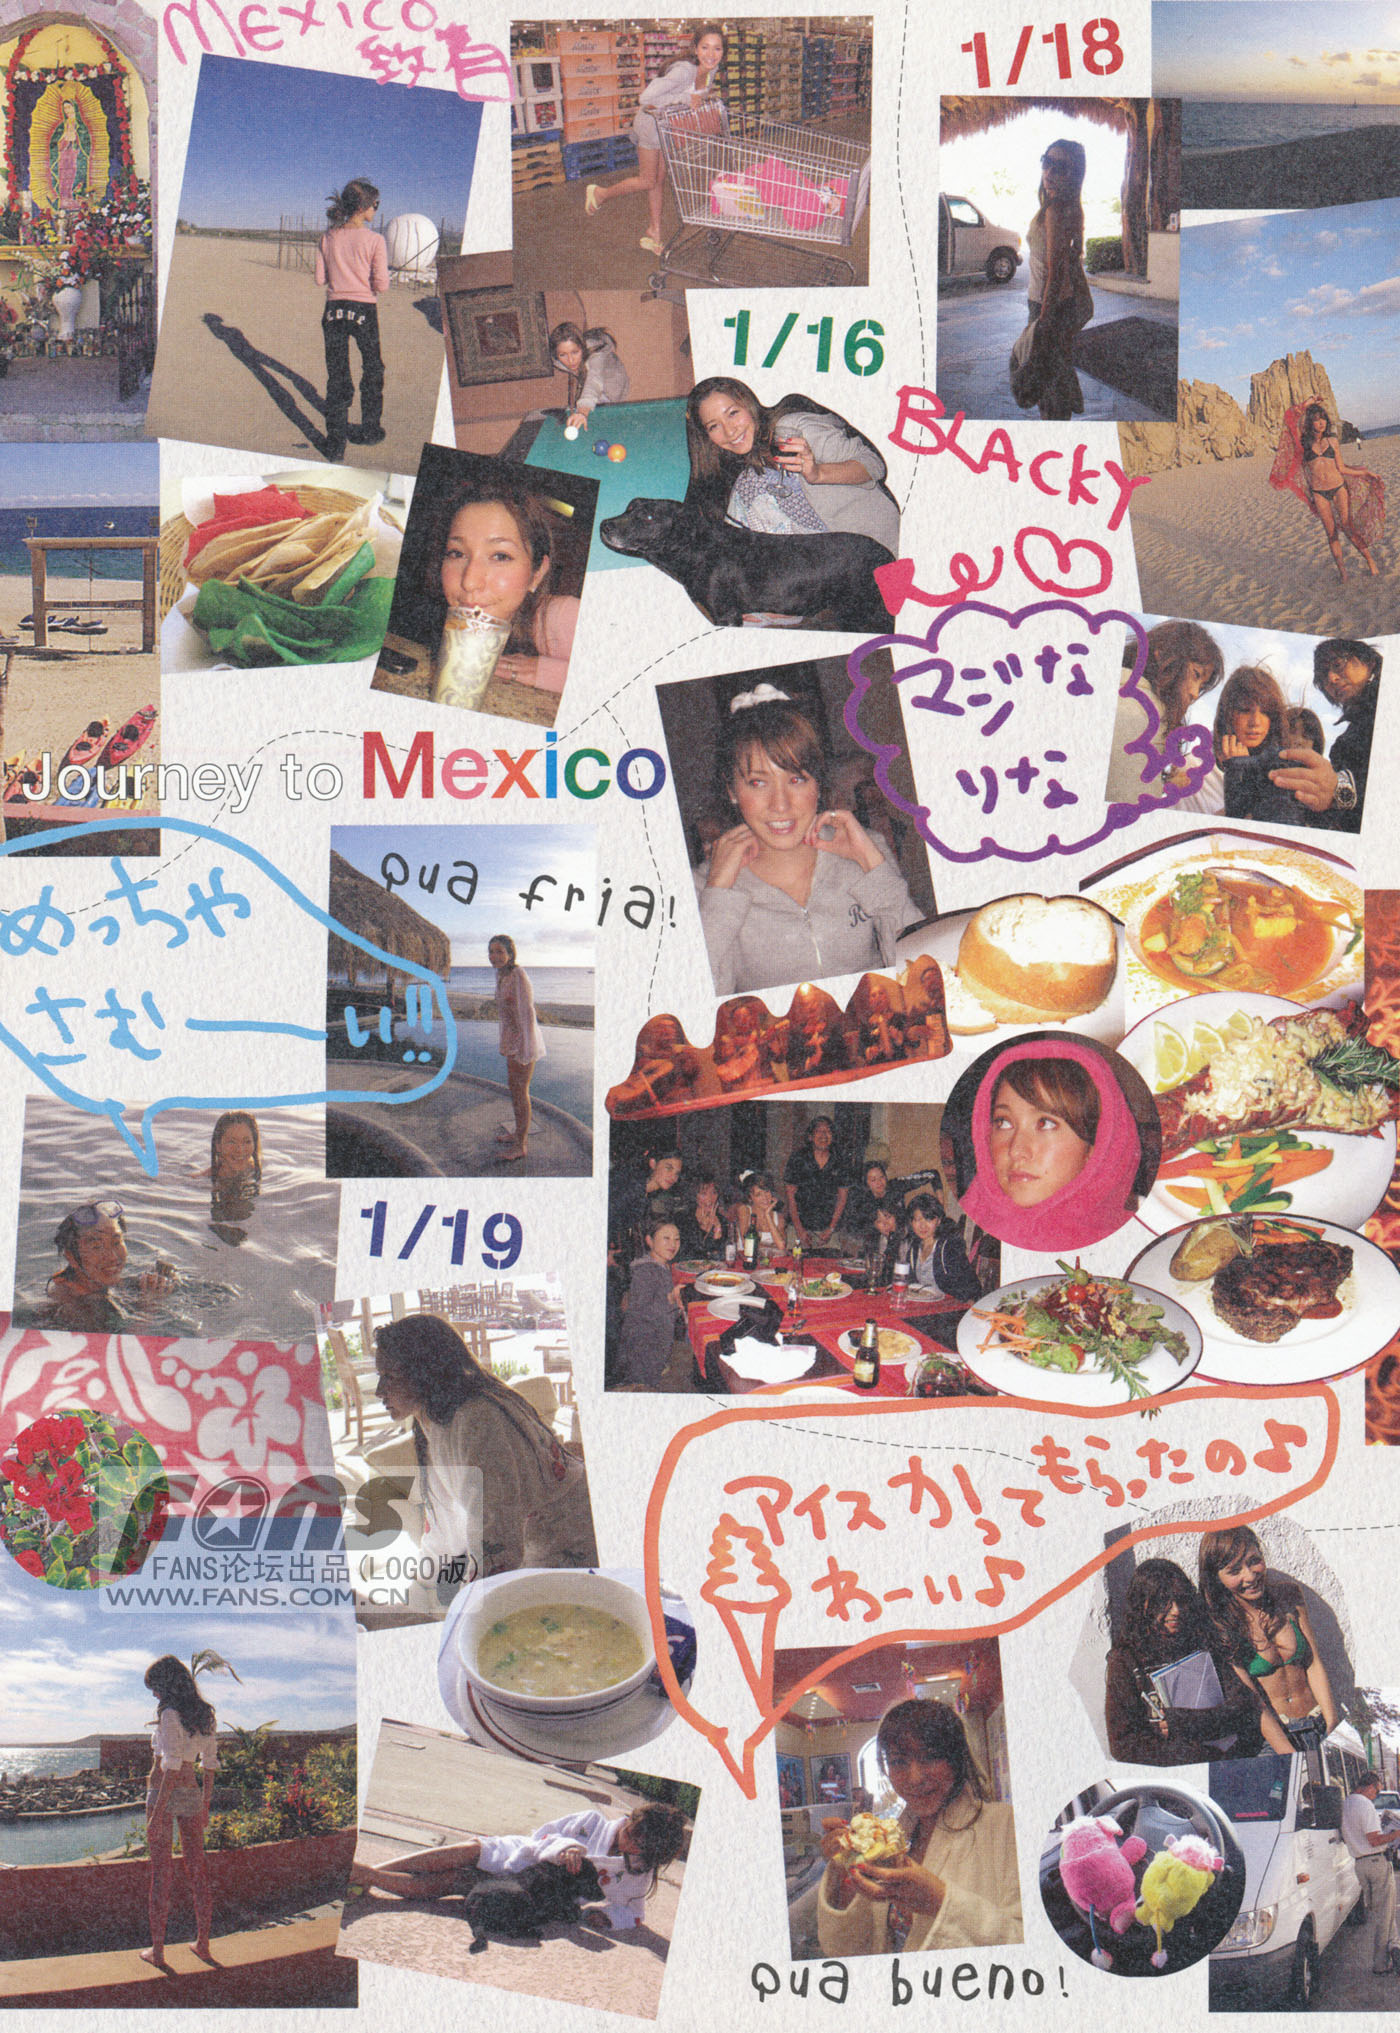 MEXICO
致着
1/18
Love
1/16
BLACKY
マジな
りな
Journey to Mexico
qua fria!
めっちゃ
さむーい!!
1/19
アイスかってもらったの♪
わーい♪
FANS
FANS论坛出品(LOGO版)
WWW.FANS.COM.CN
qua bueno!